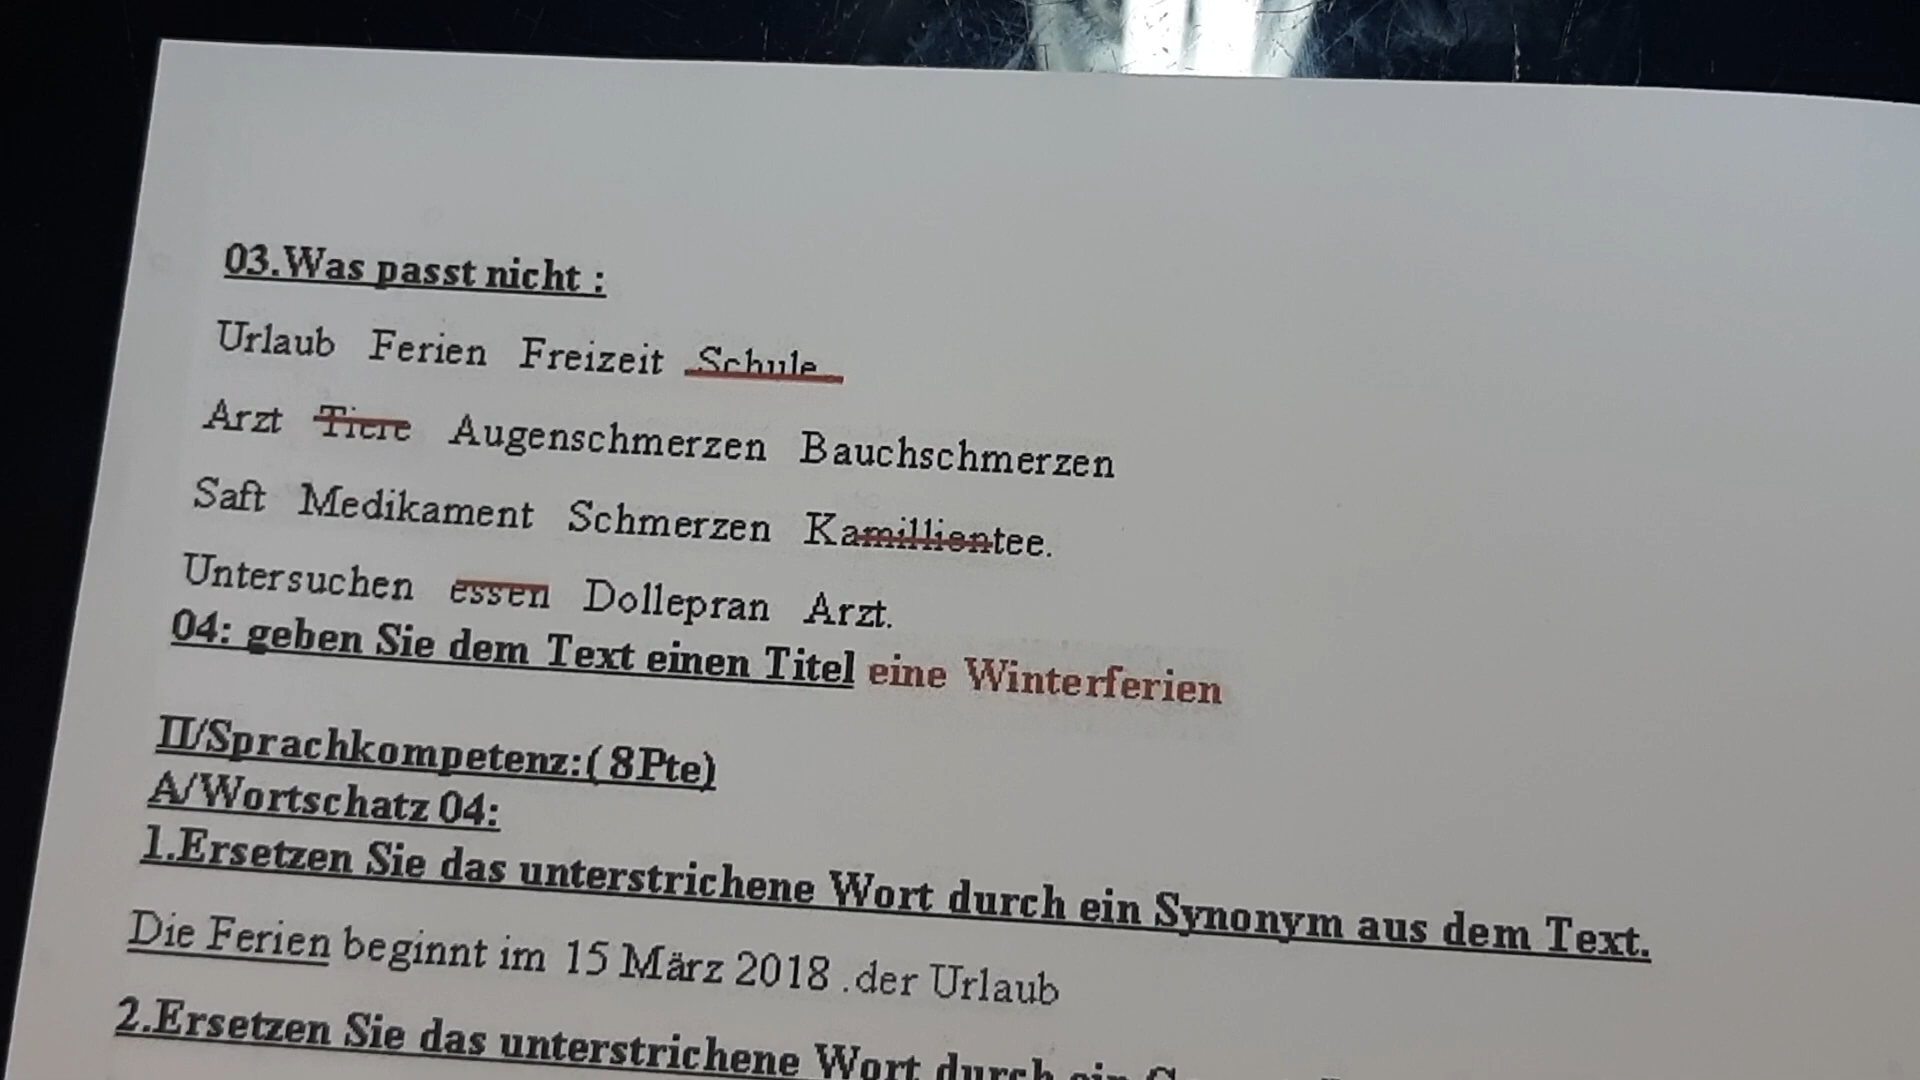 03.Was passt nicht :
Urlaub Ferien Freizeit Schule
Arzt Tiere Augenschmerzen Bauchschmerzen
Saft Medikament Schmerzen Kamillientee.
Untersuchen essen Dollepran Arzt.
04: geben Sie dem Text einen Titel eine Winterferien
II/Sprachkompetenz:( 8Pte)
A/Wortschatz 04:
1.Ersetzen Sie das unterstrichene Wort durch ein Synonym aus dem Text.
Die Ferien beginnt im 15 März 2018 .der Urlaub
2.Ersetzen Sie das unterstrichene Wort durch ein